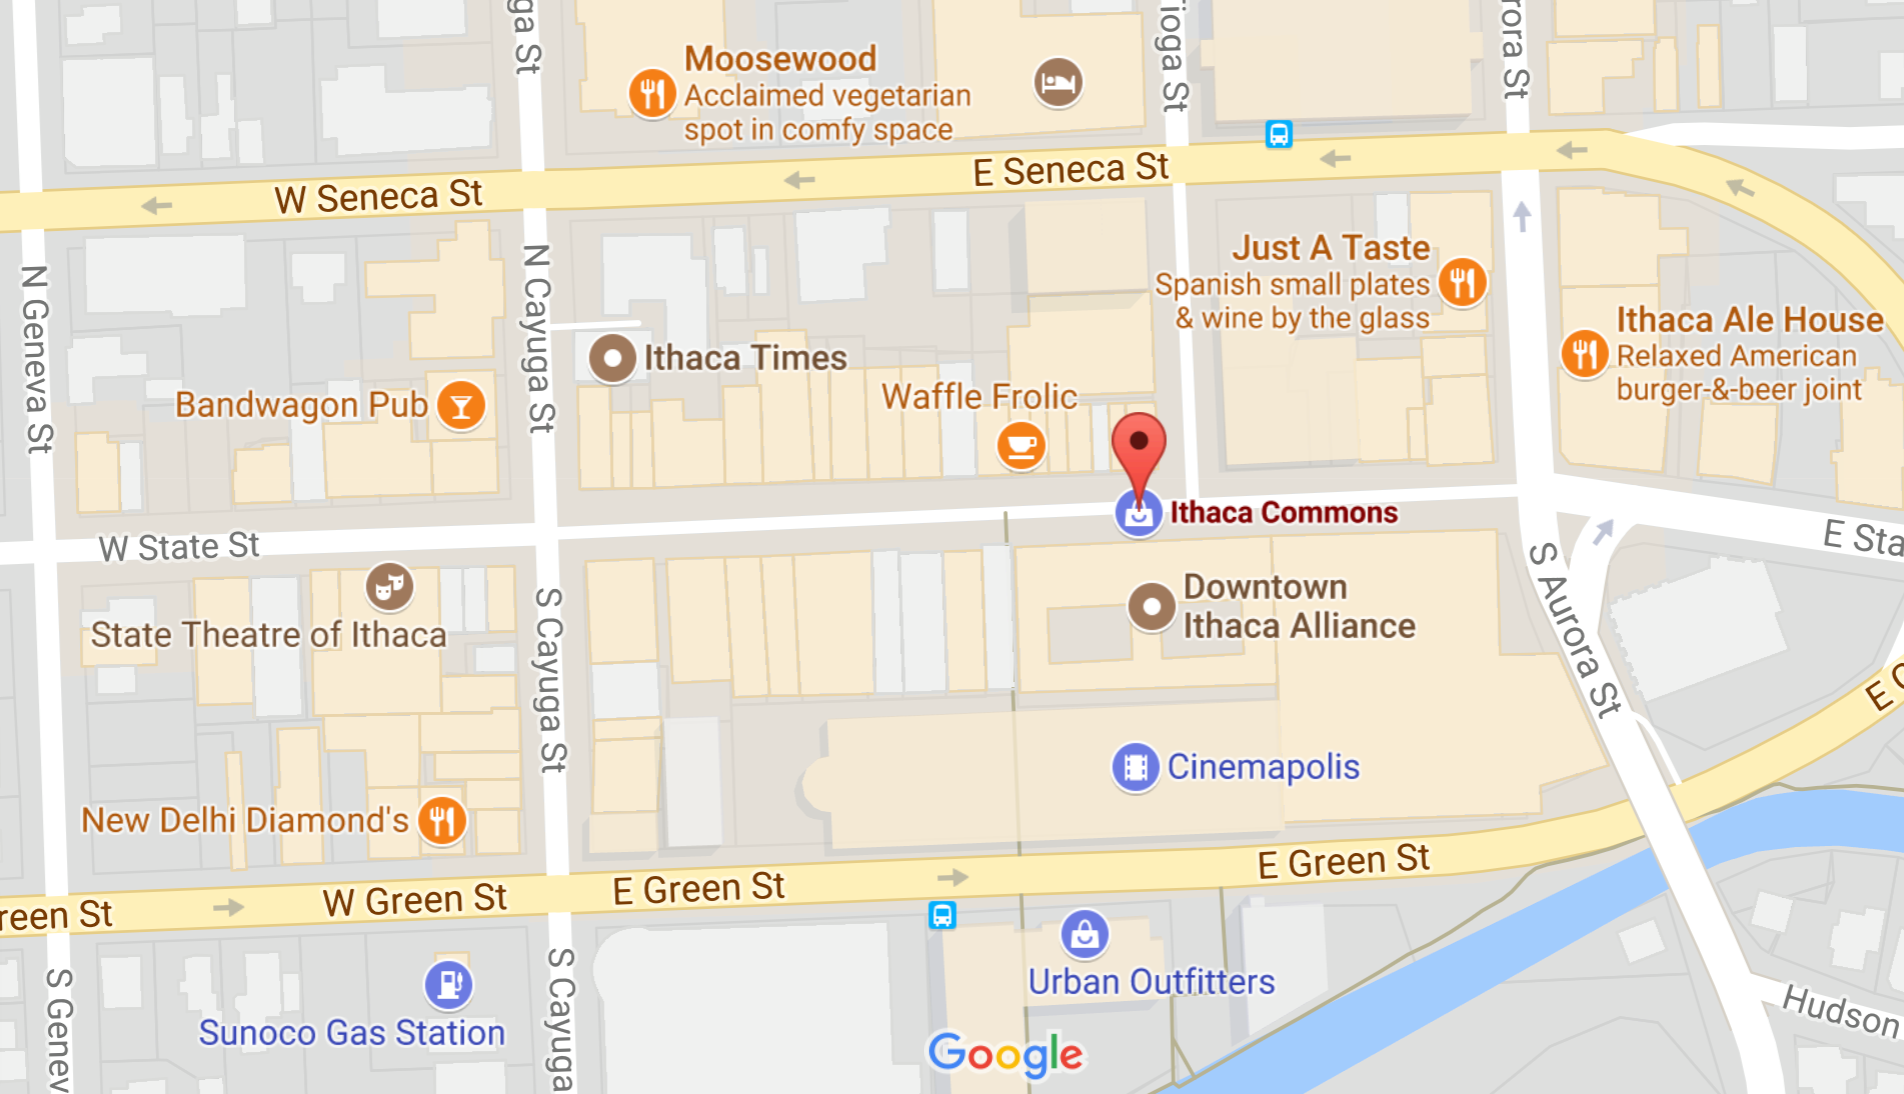 ga St
Moosewood
Acclaimed vegetarian
spot in comfy space
ioga St
rora St
W Seneca St
E Seneca St
N Geneva St
N Cayuga St
Just A Taste
Spanish small plates
& wine by the glass
Ithaca Ale House
Relaxed American
burger-&-beer joint
Ithaca Times
Bandwagon Pub
Waffle Frolic
Ithaca Commons
W State St
E Sta
State Theatre of Ithaca
S Cayuga St
Downtown
Ithaca Alliance
S Aurora St
Cinemapolis
New Delhi Diamond's
E G
reen St
W Green St
E Green St
E Green St
S Genev
S Cayuga
Urban Outfitters
Sunoco Gas Station
Hudson
Google